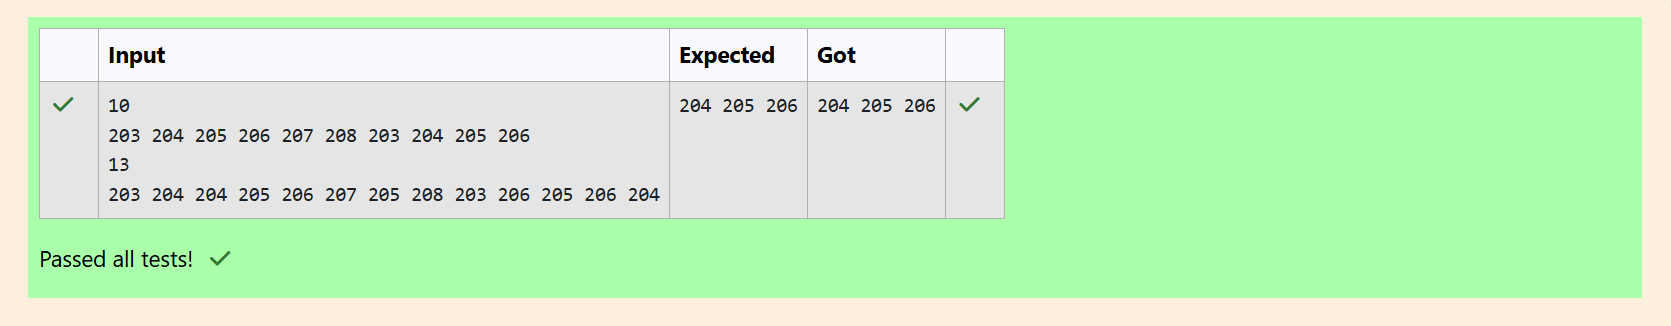 Input Expected Got
10 204 205 206 204 205 206
203 204 205 206 207 208 203 204 205 206
13
203 204 204 205 206 207 205 208 203 206 205 206 204
Passed all tests!